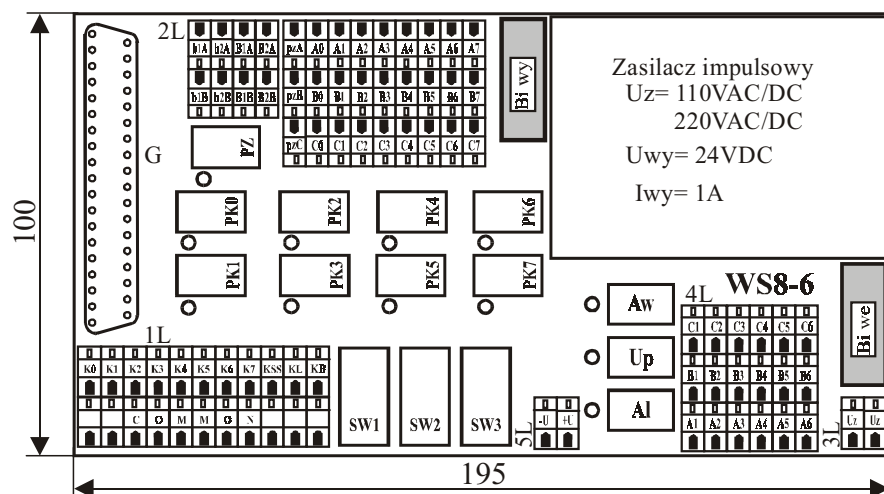 2L
b1A b2A B1A B2A pzA A0 A1 A2 A3 A4 A5 A6 A7
b1B b2B B1B B2B pzB B0 B1 B2 B3 B4 B5 B6 B7
pzC C0 C1 C2 C3 C4 C5 C6 C7
Bi wy
Zasilacz impulsowy
Uz= 110VAC/DC
220VAC/DC
Uwy= 24VDC
Iwy= 1A
G
PZ
PK0 PK2 PK4 PK6
PK1 PK3 PK5 PK7
100
WS8-6
Aw
Up
Al
4L
C1 C2 C3 C4 C5 C6
B1 B2 B3 B4 B5 B6
A1 A2 A3 A4 A5 A6
Bi we
1L
K0 K1 K2 K3 K4 K5 K6 K7 KSS KL KB
C O M M O N
SW1 SW2 SW3
5L
-U +U
3L
Uz Uz
195